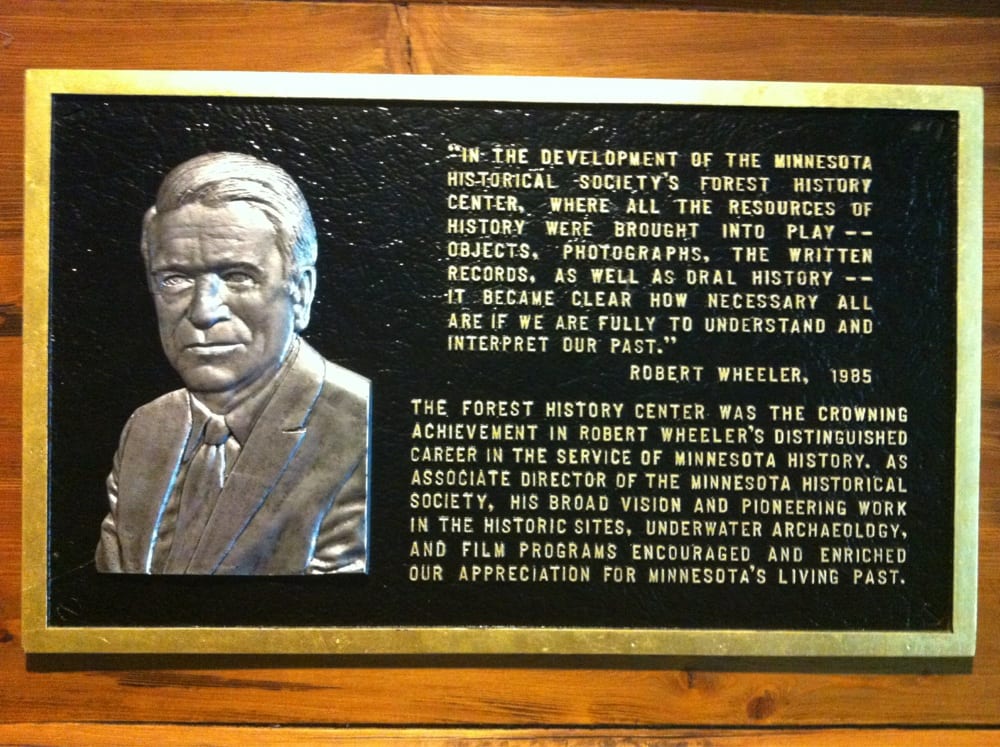 “IN THE DEVELOPMENT OF THE MINNESOTA
HISTORICAL SOCIETY’S FOREST HISTORY
CENTER, WHERE ALL THE RESOURCES OF
HISTORY WERE BROUGHT INTO PLAY --
OBJECTS, PHOTOGRAPHS, THE WRITTEN
RECORDS, AS WELL AS ORAL HISTORY --
IT BECAME CLEAR HOW NECESSARY ALL
ARE IF WE ARE FULLY TO UNDERSTAND AND
INTERPRET OUR PAST.”
ROBERT WHEELER, 1985
THE FOREST HISTORY CENTER WAS THE CROWNING
ACHIEVEMENT IN ROBERT WHEELER’S DISTINGUISHED
CAREER IN THE SERVICE OF MINNESOTA HISTORY. AS
ASSOCIATE DIRECTOR OF THE MINNESOTA HISTORICAL
SOCIETY, HIS BROAD VISION AND PIONEERING WORK
IN THE HISTORIC SITES, UNDERWATER ARCHAEOLOGY,
AND FILM PROGRAMS ENCOURAGED AND ENRICHED
OUR APPRECIATION FOR MINNESOTA’S LIVING PAST.